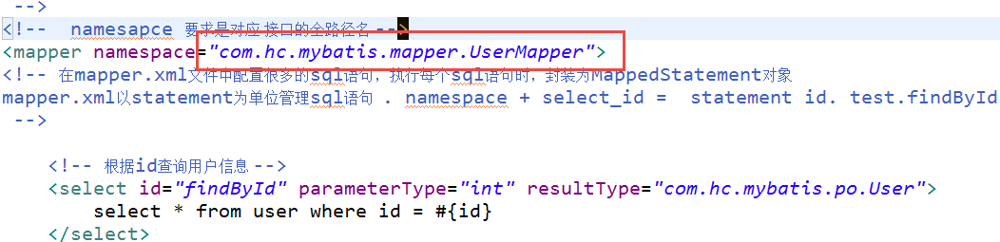 -->
<!-- namesapce 要求是对应 接口的全路径名 -->
<mapper namespace="com.hc.mybatis.mapper.UserMapper">
<!-- 在mapper.xml文件中配置很多的sql语句，执行每个sql语句时，封装为MappedStatement对象
mapper.xml以statement为单位管理sql语句 . namespace + select_id = statement id. test.findById
-->
<!-- 根据id查询用户信息 -->
<select id="findById" parameterType="int" resultType="com.hc.mybatis.po.User">
select * from user where id = #{id}
</select>